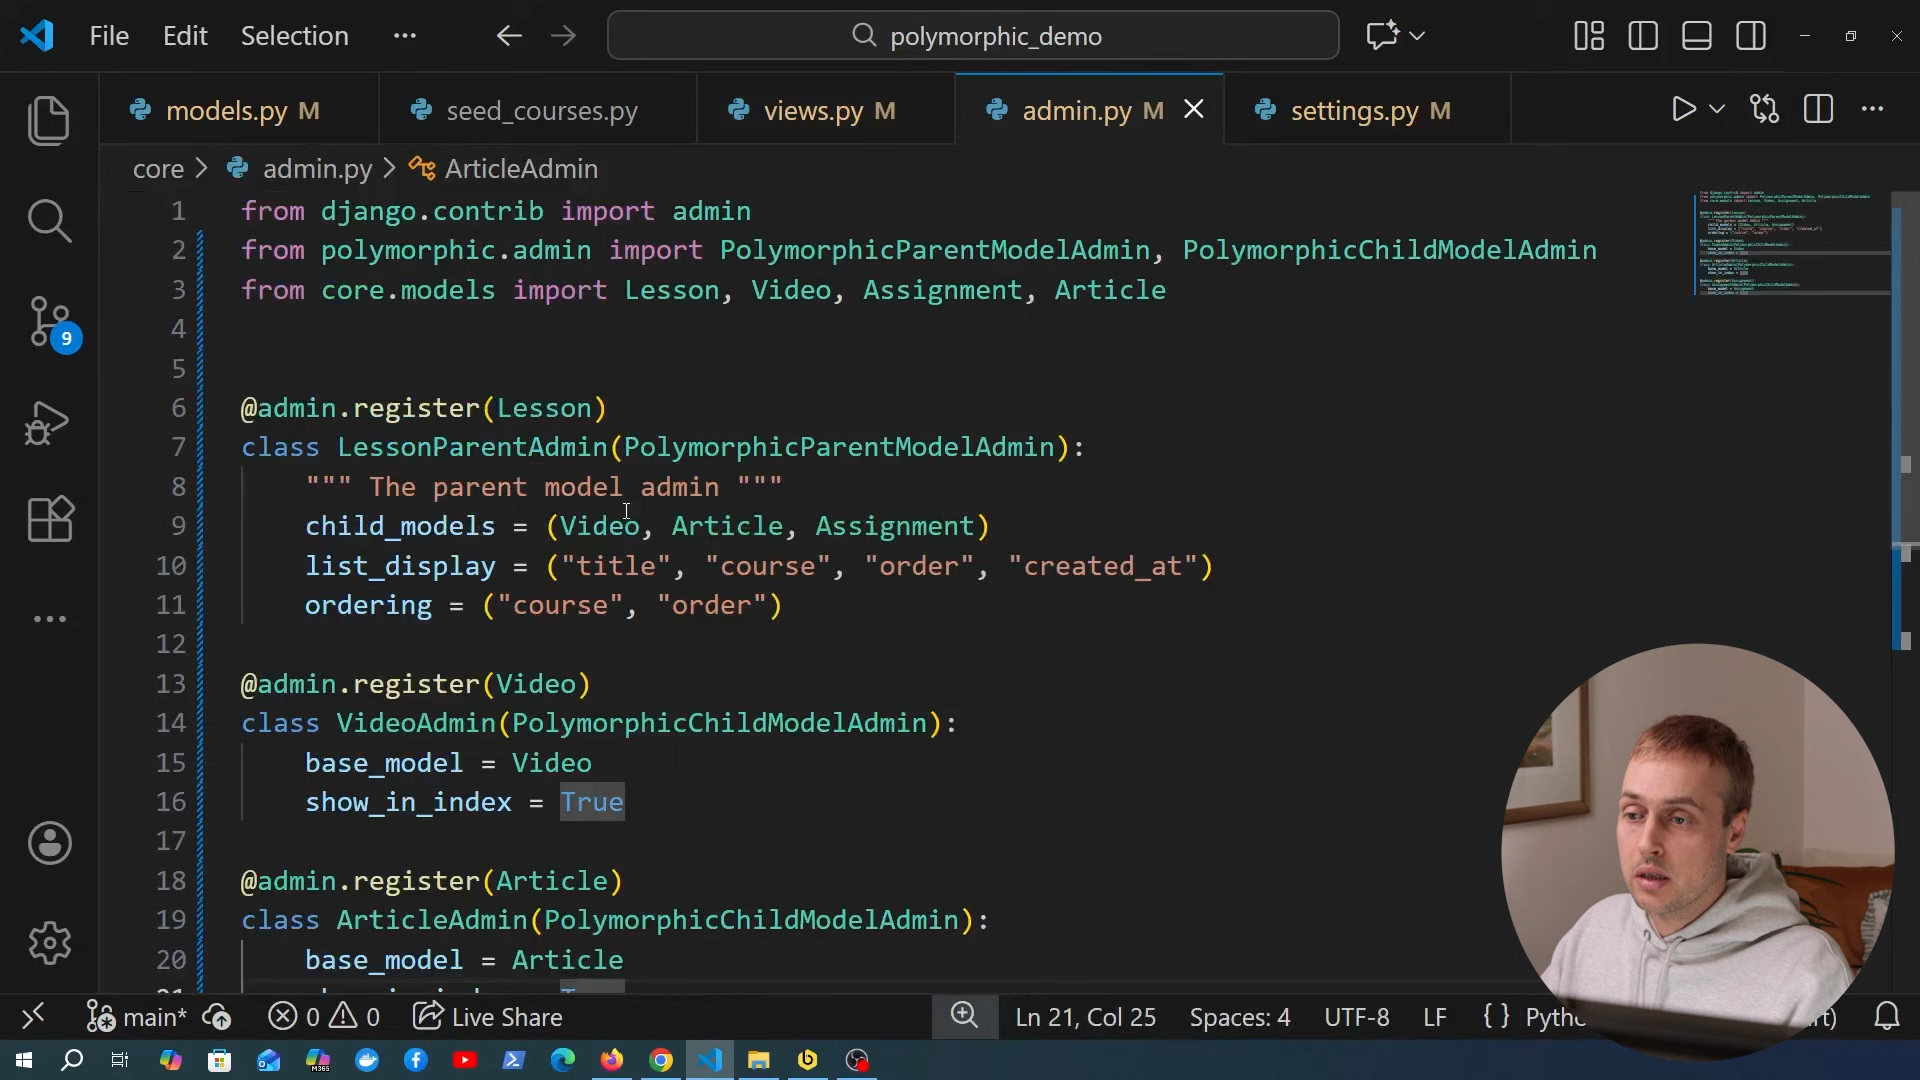 File Edit Selection ··· polymorphic_demo
models.py M seed_courses.py views.py M admin.py M settings.py M
core > admin.py > ArticleAdmin
1 from django.contrib import admin
2 from polymorphic.admin import PolymorphicParentModelAdmin, PolymorphicChildModelAdmin
3 from core.models import Lesson, Video, Assignment, Article
4
5
6 @admin.register(Lesson)
7 class LessonParentAdmin(PolymorphicParentModelAdmin):
8 """ The parent model admin """
9 child_models = (Video, Article, Assignment)
10 list_display = ("title", "course", "order", "created_at")
11 ordering = ("course", "order")
12
13 @admin.register(Video)
14 class VideoAdmin(PolymorphicChildModelAdmin):
15 base_model = Video
16 show_in_index = True
17
18 @admin.register(Article)
19 class ArticleAdmin(PolymorphicChildModelAdmin):
20 base_model = Article
9
main* 0 0 Live Share Ln 21, Col 25 Spaces: 4 UTF-8 LF {}